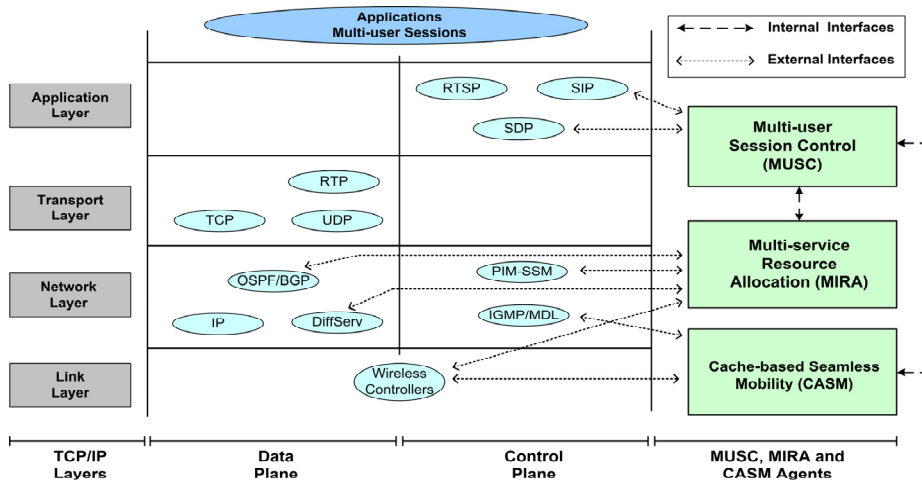 Applications
Multi-user Sessions
Internal Interfaces
External Interfaces
Application
Layer
RTSP
SIP
SDP
Multi-user
Session Control
(MUSC)
Transport
Layer
RTP
TCP
UDP
Network
Layer
OSPF/BGP
PIM-SSM
IP
DiffServ
IGMP/MDL
Multi-service
Resource
Allocation (MIRA)
Link
Layer
Wireless
Controllers
Cache-based Seamless
Mobility (CASM)
TCP/IP
Layers
Data
Plane
Control
Plane
MUSC, MIRA and
CASM Agents